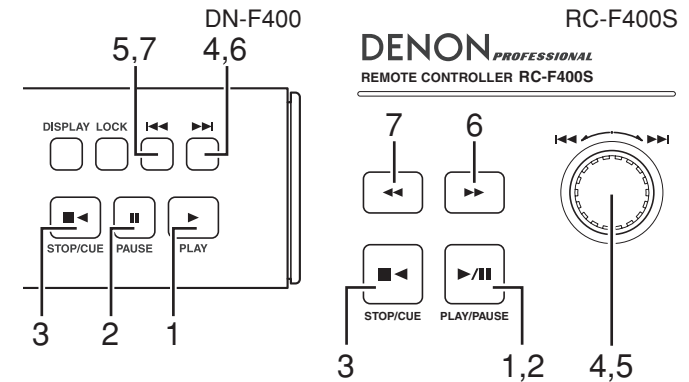 DN-F400
5,7 4,6
DISPLAY LOCK
STOP/CUE PAUSE PLAY
3 2 1
RC-F400S
DENON PROFESSIONAL
REMOTE CONTROLLER RC-F400S
7 6
STOP/CUE PLAY/PAUSE
3 1,2 4,5